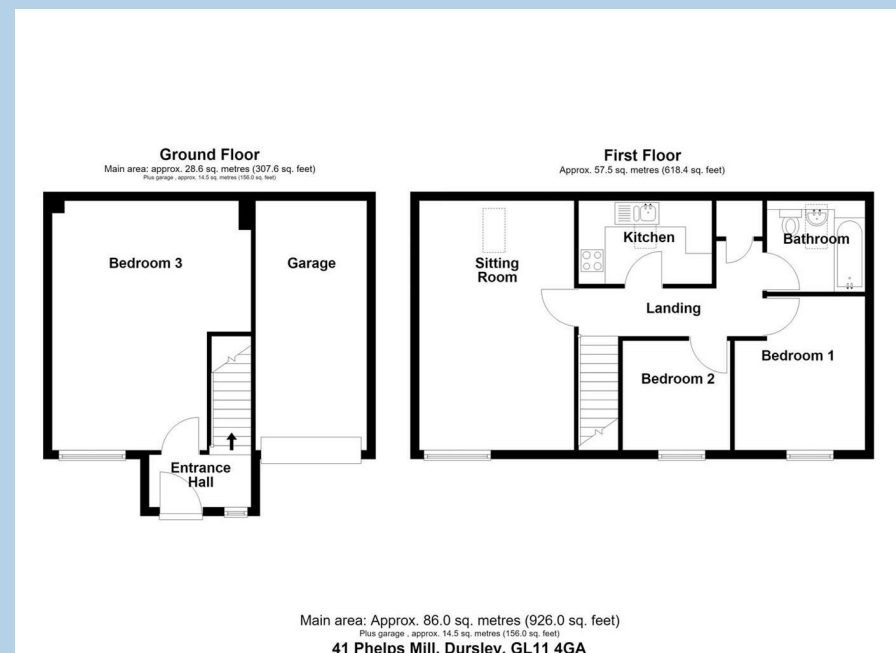 Ground Floor
Main area: approx. 28.6 sq. metres (307.6 sq. feet)
Plus garage , approx. 14.5 sq. metres (156.0 sq. feet)
First Floor
Approx. 57.5 sq. metres (618.4 sq. feet)
Bedroom 3
Garage
Entrance
Hall
Sitting
Room
Kitchen
Bathroom
Landing
Bedroom 2
Bedroom 1
Main area: Approx. 86.0 sq. metres (926.0 sq. feet)
Plus garage , approx. 14.5 sq. metres (156.0 sq. feet)
41 Phelps Mill, Dursley, GL11 4GA